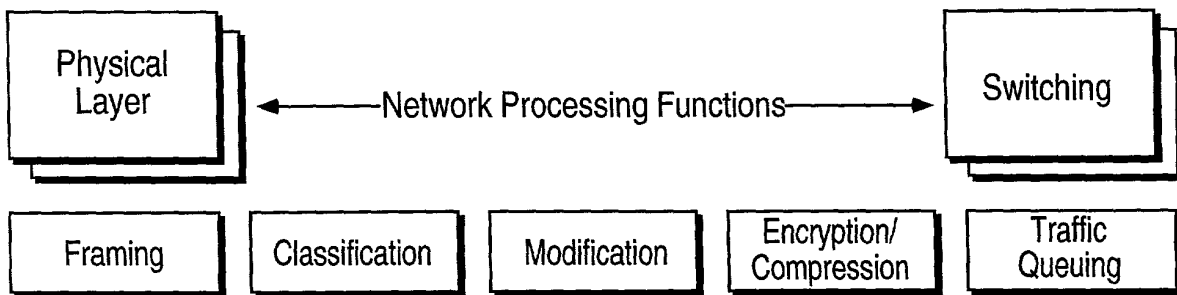 Physical
Layer
Network Processing Functions
Switching
Framing
Classification
Modification
Encryption/
Compression
Traffic
Queuing